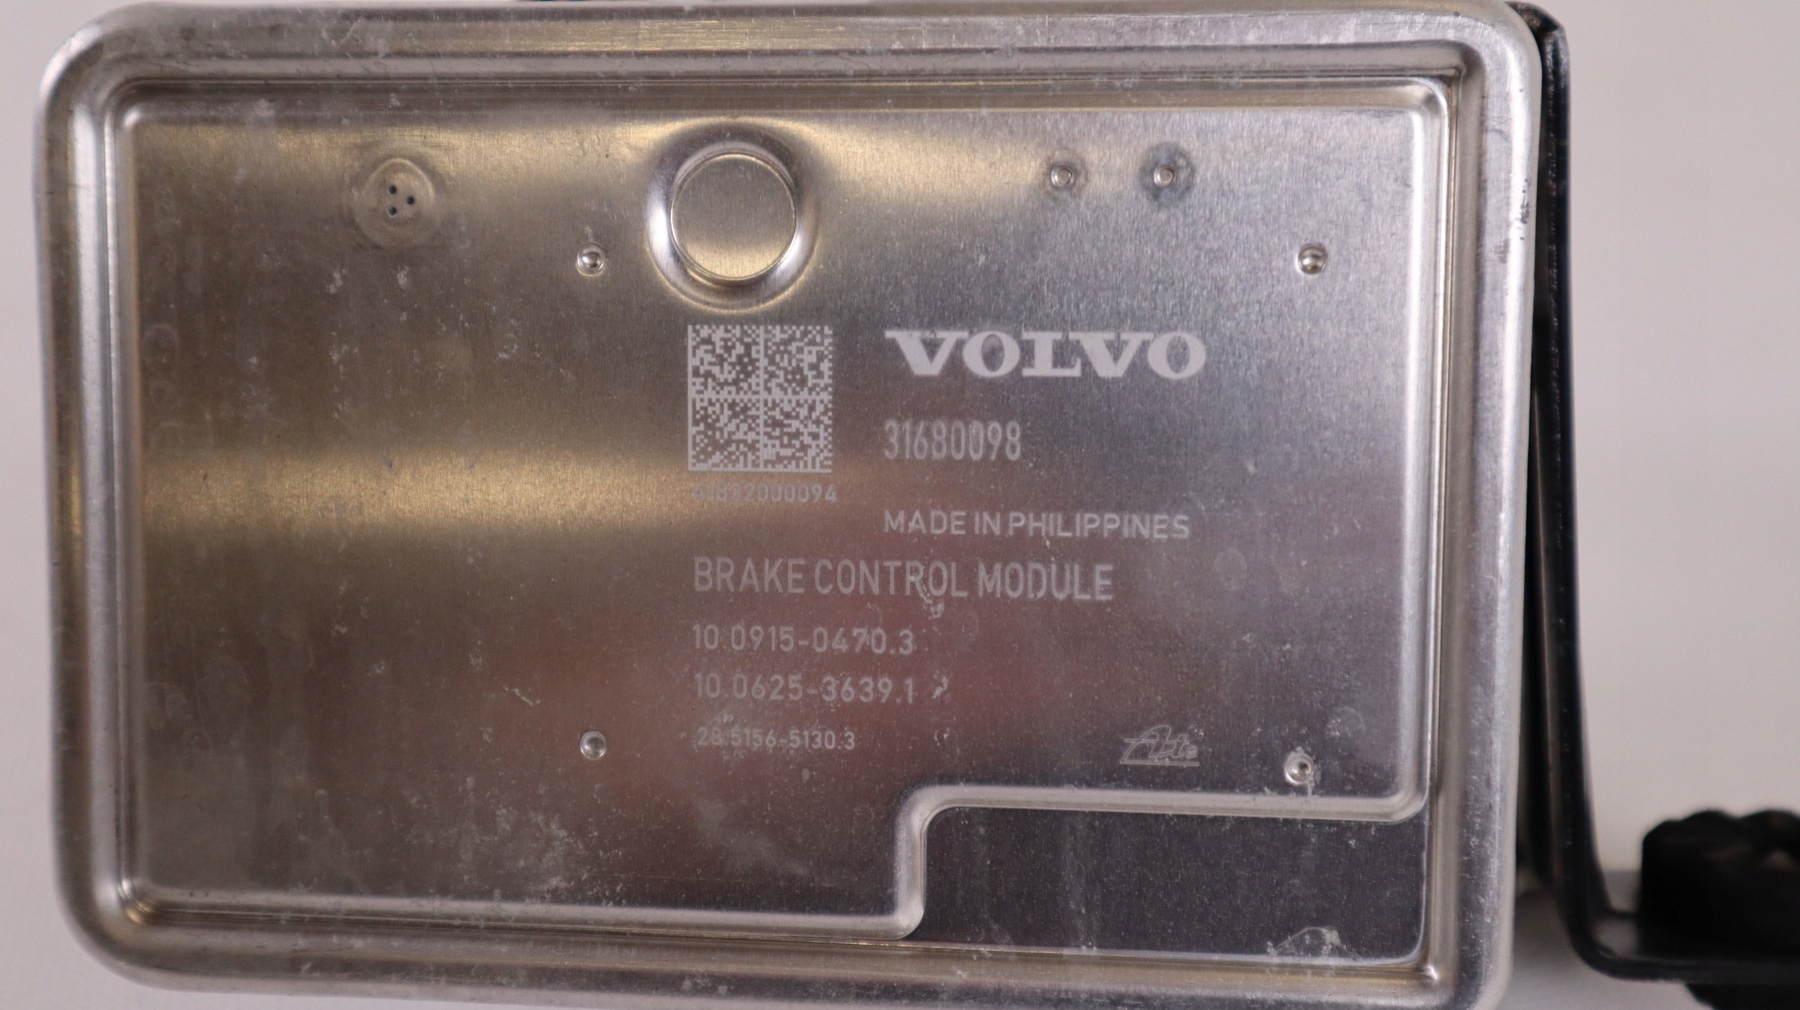 VOLVO
31680098
MADE IN PHILIPPINES
BRAKE CONTROL MODULE
10.0915-0470.3
10.0625-3639.1
28.5156-5130.3
Ate